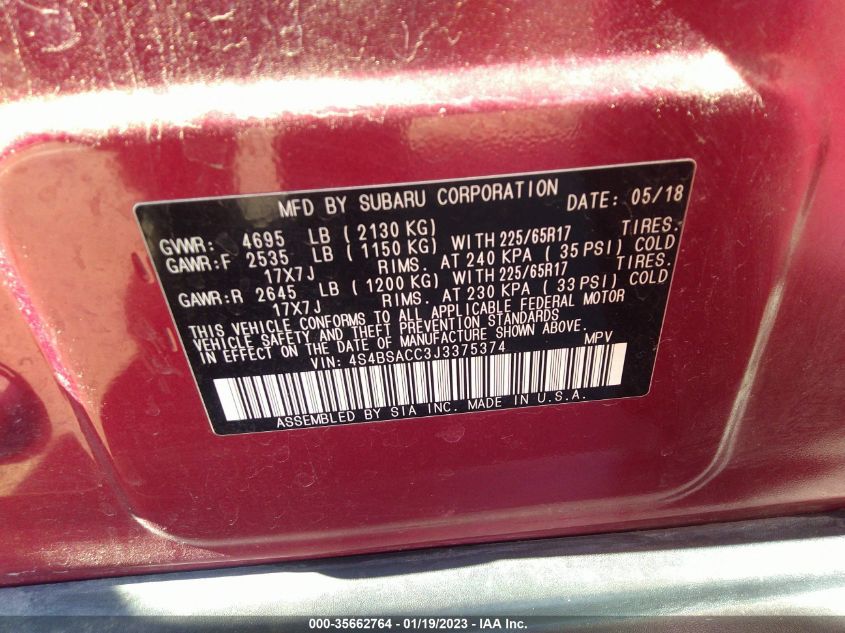 MFD BY SUBARU CORPORATION DATE: 05/18
GVWR: 4695 LB (2130 KG)
GAWR:F 2535 LB (1150 KG) WITH 225/65R17 TIRES.
17X7J RIMS. AT 240 KPA (35 PSI) COLD
GAWR:R 2645 LB (1200 KG) WITH 225/65R17 TIRES.
17X7J RIMS. AT 230 KPA (33 PSI) COLD
THIS VEHICLE CONFORMS TO ALL APPLICABLE FEDERAL MOTOR
VEHICLE SAFETY AND THEFT PREVENTION STANDARDS
IN EFFECT ON THE DATE OF MANUFACTURE SHOWN ABOVE.
VIN: 4S4BSACC3J3375374 MPV
ASSEMBLED BY SIA INC. MADE IN U.S.A.
000-35662764 / 01/19/2023 - IAA Inc.